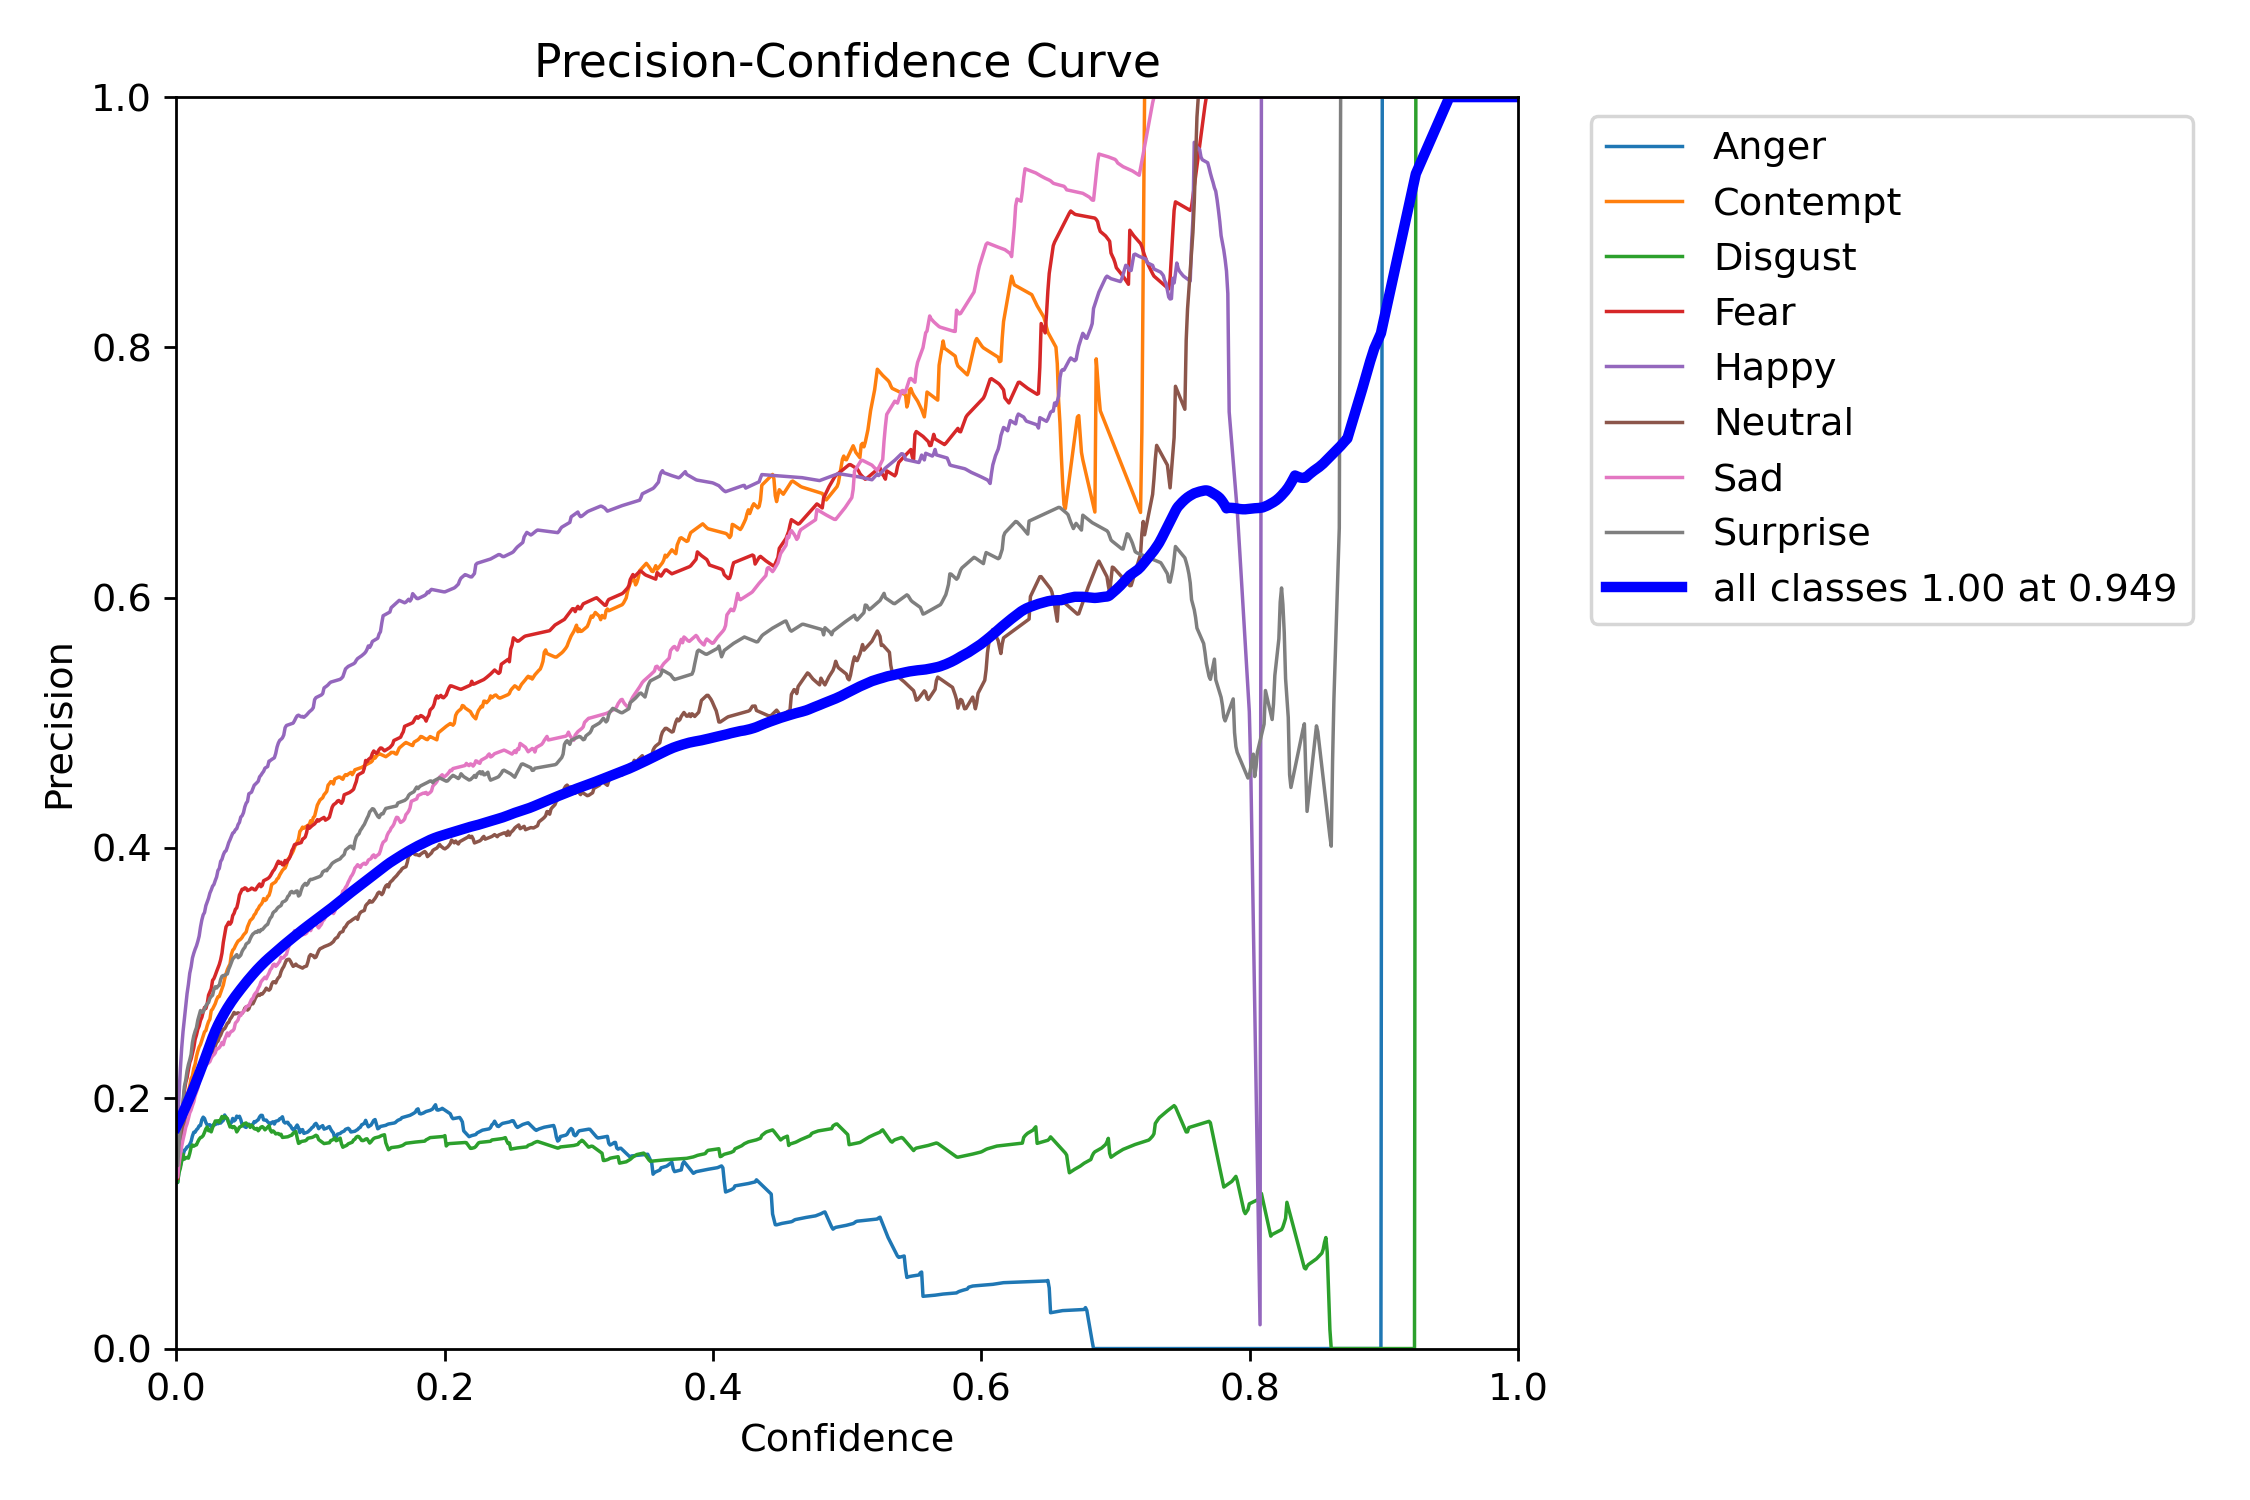 Precision-Confidence Curve
1.0
0.8
0.6
0.4
0.2
0.0
Precision
0.0 0.2 0.4 0.6 0.8 1.0
Confidence
Anger
Contempt
Disgust
Fear
Happy
Neutral
Sad
Surprise
all classes 1.00 at 0.949